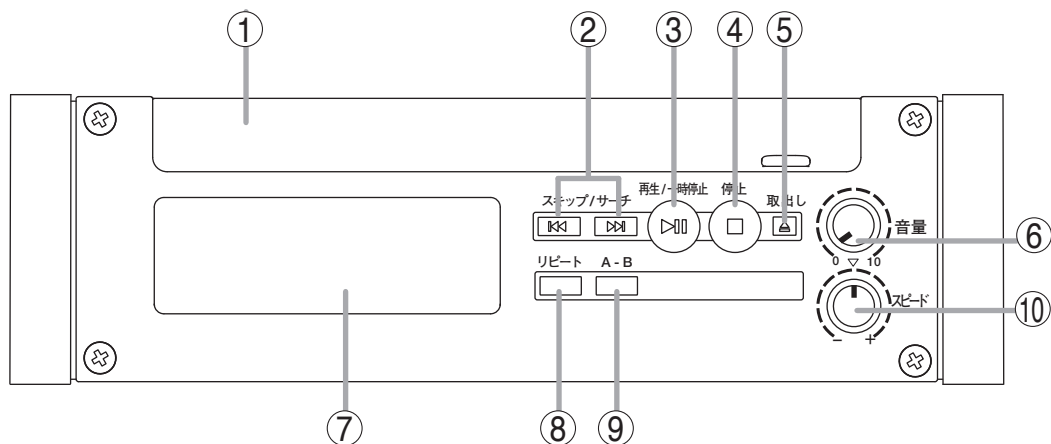 ① ② ③ ④ ⑤
スキップ/サーチ 再生/一時停止 停止 取出し
音量 ⑥
0 10
リピート A-B
スピード ⑩
− +
⑦ ⑧ ⑨